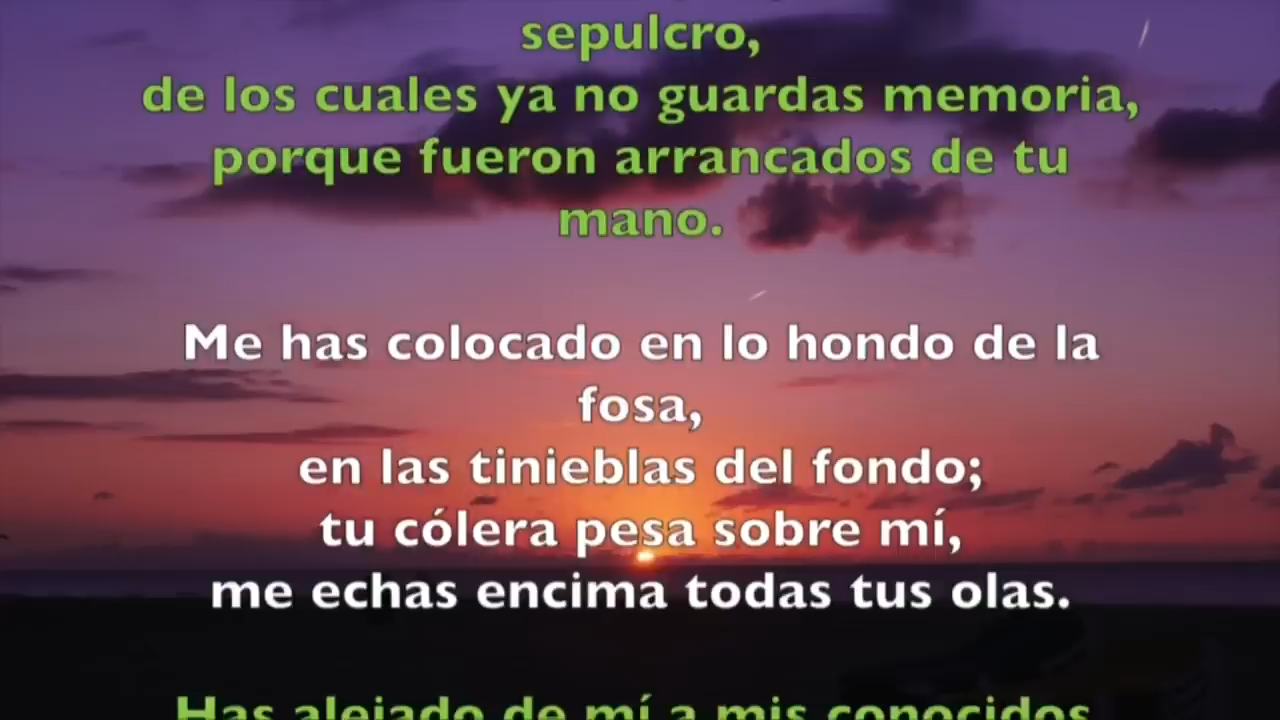 sepulcro,
de los cuales ya no guardas memoria,
porque fueron arrancados de tu
mano.
Me has colocado en lo hondo de la
fosa,
en las tinieblas del fondo;
tu cólera pesa sobre mí,
me echas encima todas tus olas.
Has alejado de mí a mis conocidos